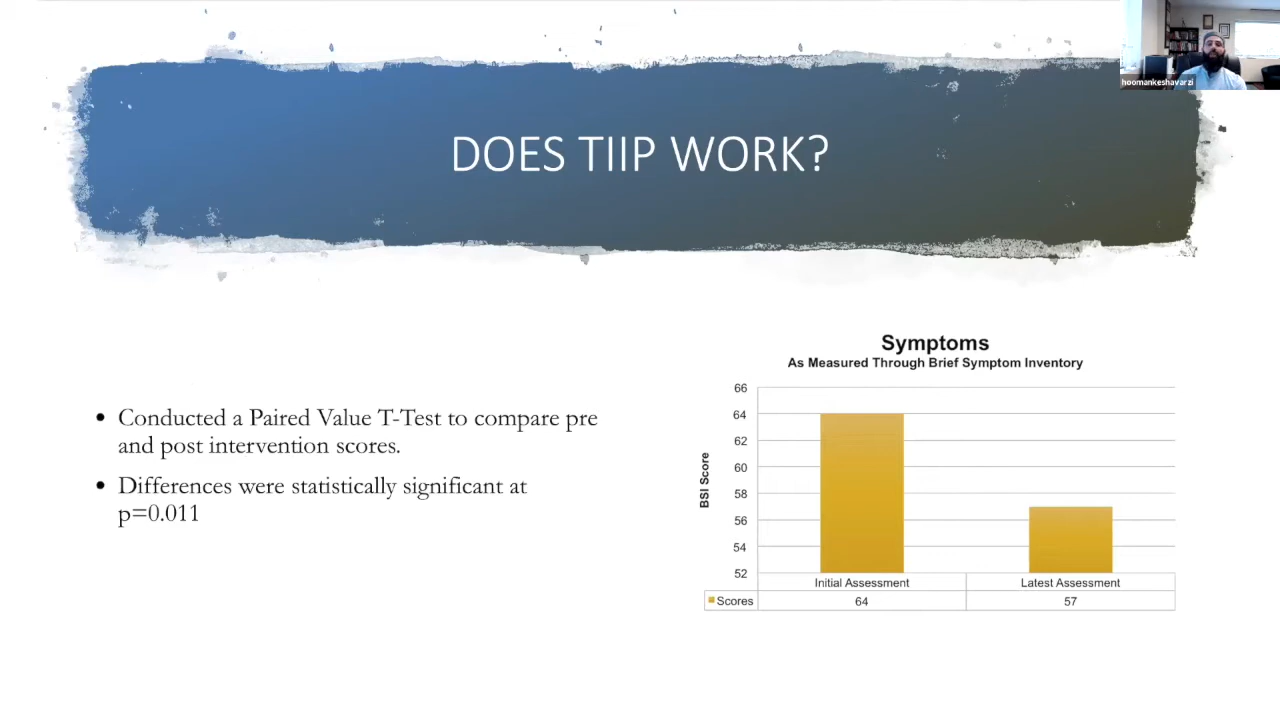 hoomankeshavarzi
DOES TIIP WORK?
• Conducted a Paired Value T-Test to compare pre
and post intervention scores.
• Differences were statistically significant at
p=0.011
Symptoms
As Measured Through Brief Symptom Inventory
BSI Score
66
64
62
60
58
56
54
52
Initial Assessment Latest Assessment
Scores 64 57